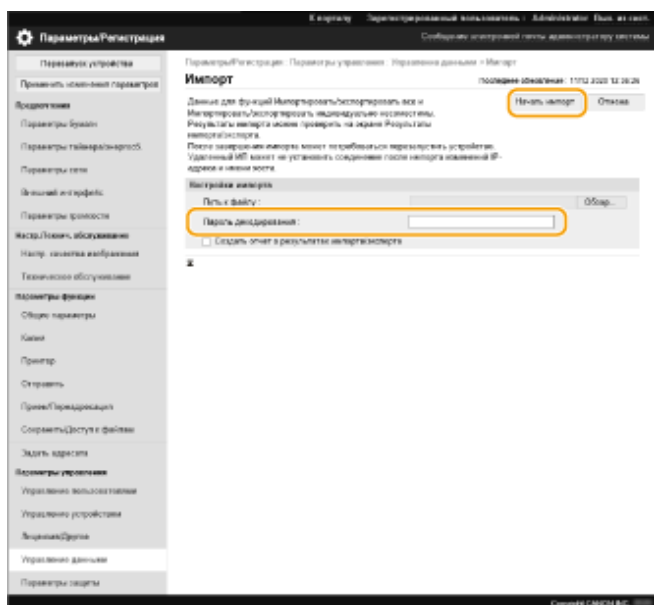 К порталу Зарегистрированный пользователь : Administrator Вых. из сист.
Параметры/Регистрация
Сообщение электронной почты администратору системы
Перезапуск устройства
Применить изменения параметров
Предпочтения
Параметры бумаги
Параметры таймера/энергосб.
Параметры сети
Внешний интерфейс
Параметры громкости
Настр./Технич. обслуживание
Настр. качества изображения
Техническое обслуживание
Параметры функции
Общие параметры
Копия
Принтер
Отправить
Прием/Переадресация
Сохранить/Доступ к файлам
Задать адресата
Параметры управления
Управление пользователями
Управление устройствами
Лицензия/Другое
Управление данными
Параметры защиты
Параметры/Регистрация : Параметры управления : Управление данными > Импорт
Импорт
Последнее обновление : 11/12 2020 12:36:26
Данные для функций Импортировать/экспортировать все и
Импортировать/экспортировать индивидуально несовместимы.
Результаты импорта можно проверить на экране Результаты
импорта/экспорта.
После завершения импорта может потребоваться перезапустить устройство.
Удаленный ИП может не установить соединение после импорта изменений IP-
адреса и имени хоста.
Начать импорт Отмена
Настройки импорта
Путь к файлу :
Обзор...
Пароль декодирования :
Создать отчет о результатах импорта/экспорта
Copyright CANON INC.